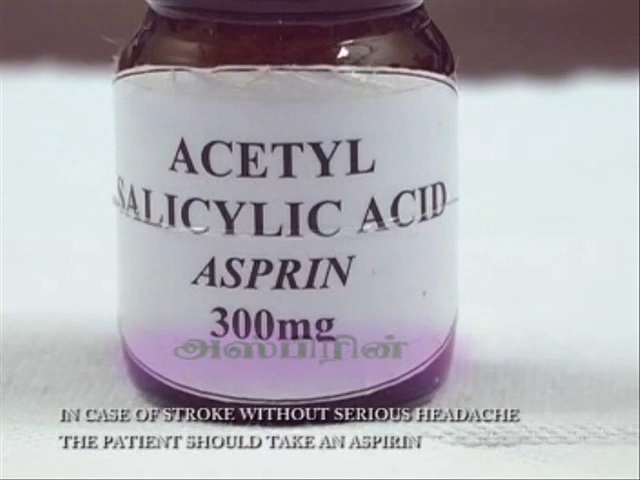 ACETYL
SALICYLIC ACID
ASPRIN
300mg
அஸ்பிரின்
IN CASE OF STROKE WITHOUT SERIOUS HEADACHE
THE PATIENT SHOULD TAKE AN ASPIRIN